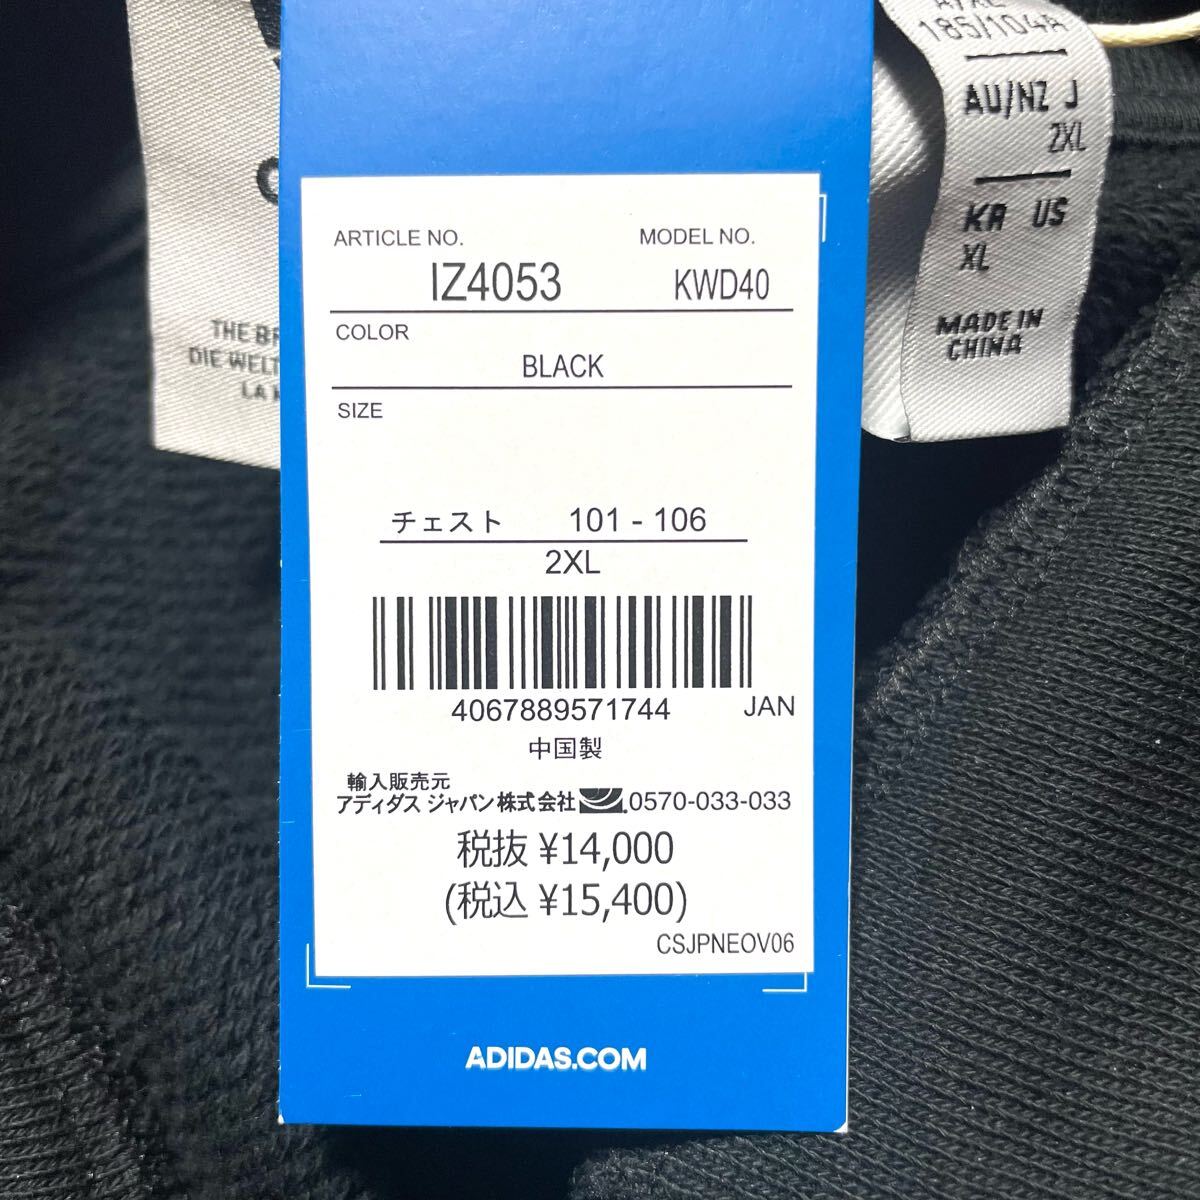 185/104A
AU/NZ J
2XL
KR US
XL
MADE IN
CHINA
DIE WELT
LA
ARTICLE NO. MODEL NO.
IZ4053 KWD40
COLOR
BLACK
SIZE
チェスト 101 - 106
2XL
4067889571744 JAN
中国製
輸入販売元
アディダス ジャパン株式会社 0570-033-033
税抜 ¥14,000
(税込 ¥15,400)
CSJPNEOV06
ADIDAS.COM